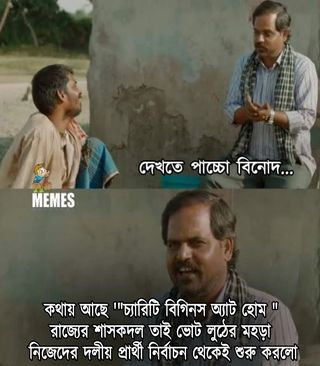 দেখতে পাচ্চো বিনোদ...
MEMES
কথায় আছে '"চ্যারিটি বিগিনস অ্যাট হোম "
রাজ্যের শাসকদল তাই ভোট লুঠের মহড়া
নিজেদের দলীয় প্রার্থী নির্বাচন থেকেই শুরু করলো